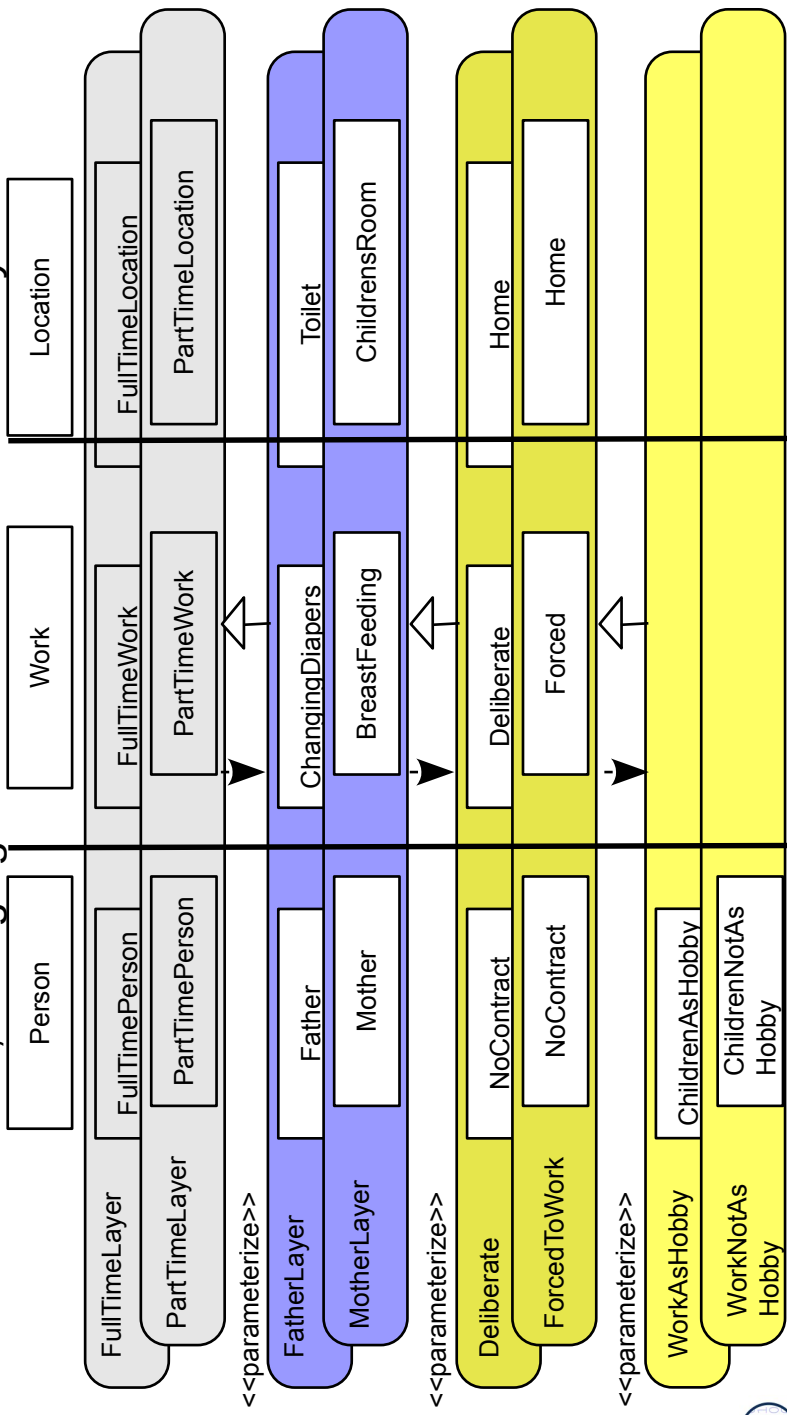 Person
Work
Location
FullTimeLayer
FullTimePerson
FullTimeWork
FullTimeLocation
PartTimeLayer
PartTimePerson
PartTimeWork
PartTimeLocation
<<parameterize>>
FatherLayer
Father
ChangingDiapers
Toilet
MotherLayer
Mother
BreastFeeding
ChildrensRoom
<<parameterize>>
Deliberate
NoContract
Deliberate
Home
ForcedToWork
NoContract
Forced
Home
<<parameterize>>
WorkAsHobby
ChildrenAsHobby
WorkNotAs
Hobby
ChildrenNotAs
Hobby